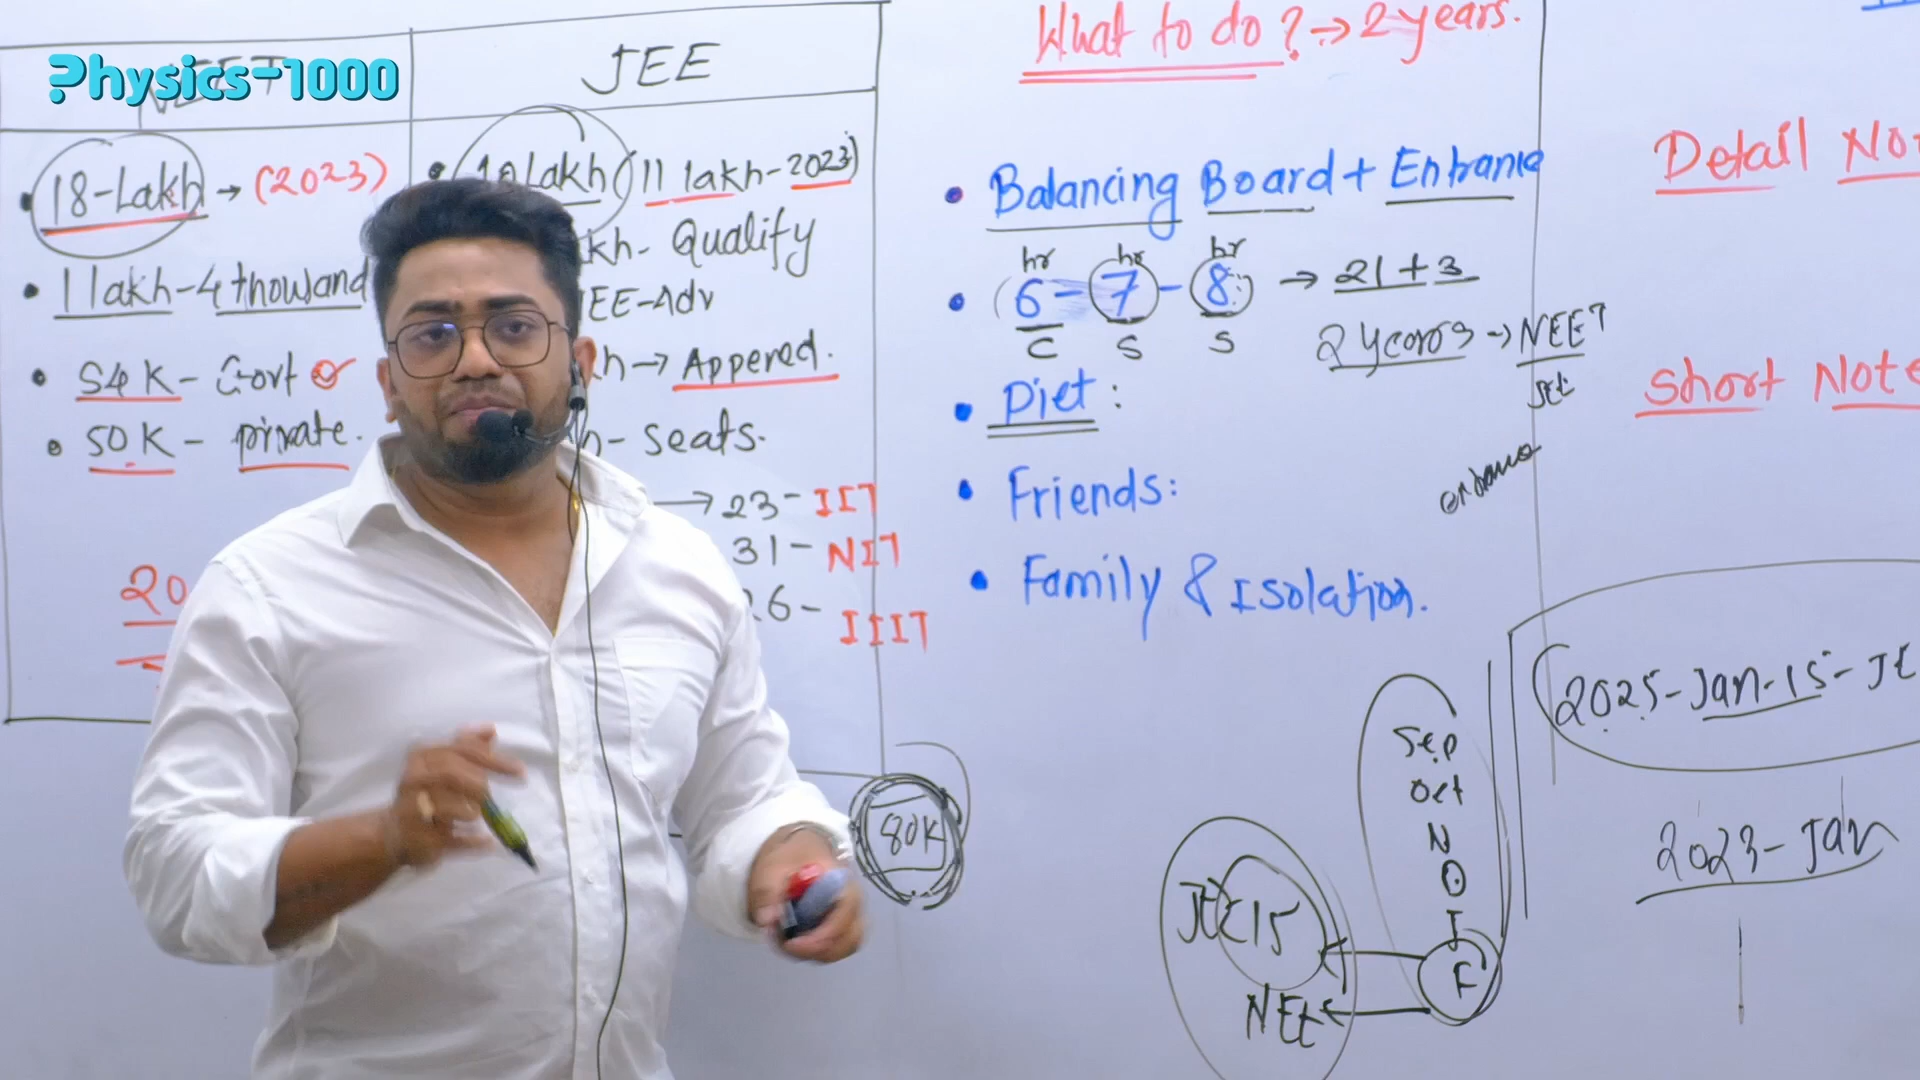 Physics-1000
NEET
JEE
18-Lakh → (2023)
10 Lakh (11 lakh-2023)
kh- Qualify
1 lakh-4 thousand
EE-Adv
54K- Govt or
h→ Appered.
50K- private.
- Seats.
→ 23- IIT
31- NIT
26- IIIT
20
80K
What to do? → 2 years.
• Balancing Board + Entrance
hr hr hr
• (6-7-8 → 21+3
C S S
2 years → NEET
JEE
• Diet:
• Friends:
• Family & Isolation.
Detail No
Short Note
2025-Jan-15-JE
2023-Jan
Sep
Oct
N
D
J
F
JEE 15
NEEt